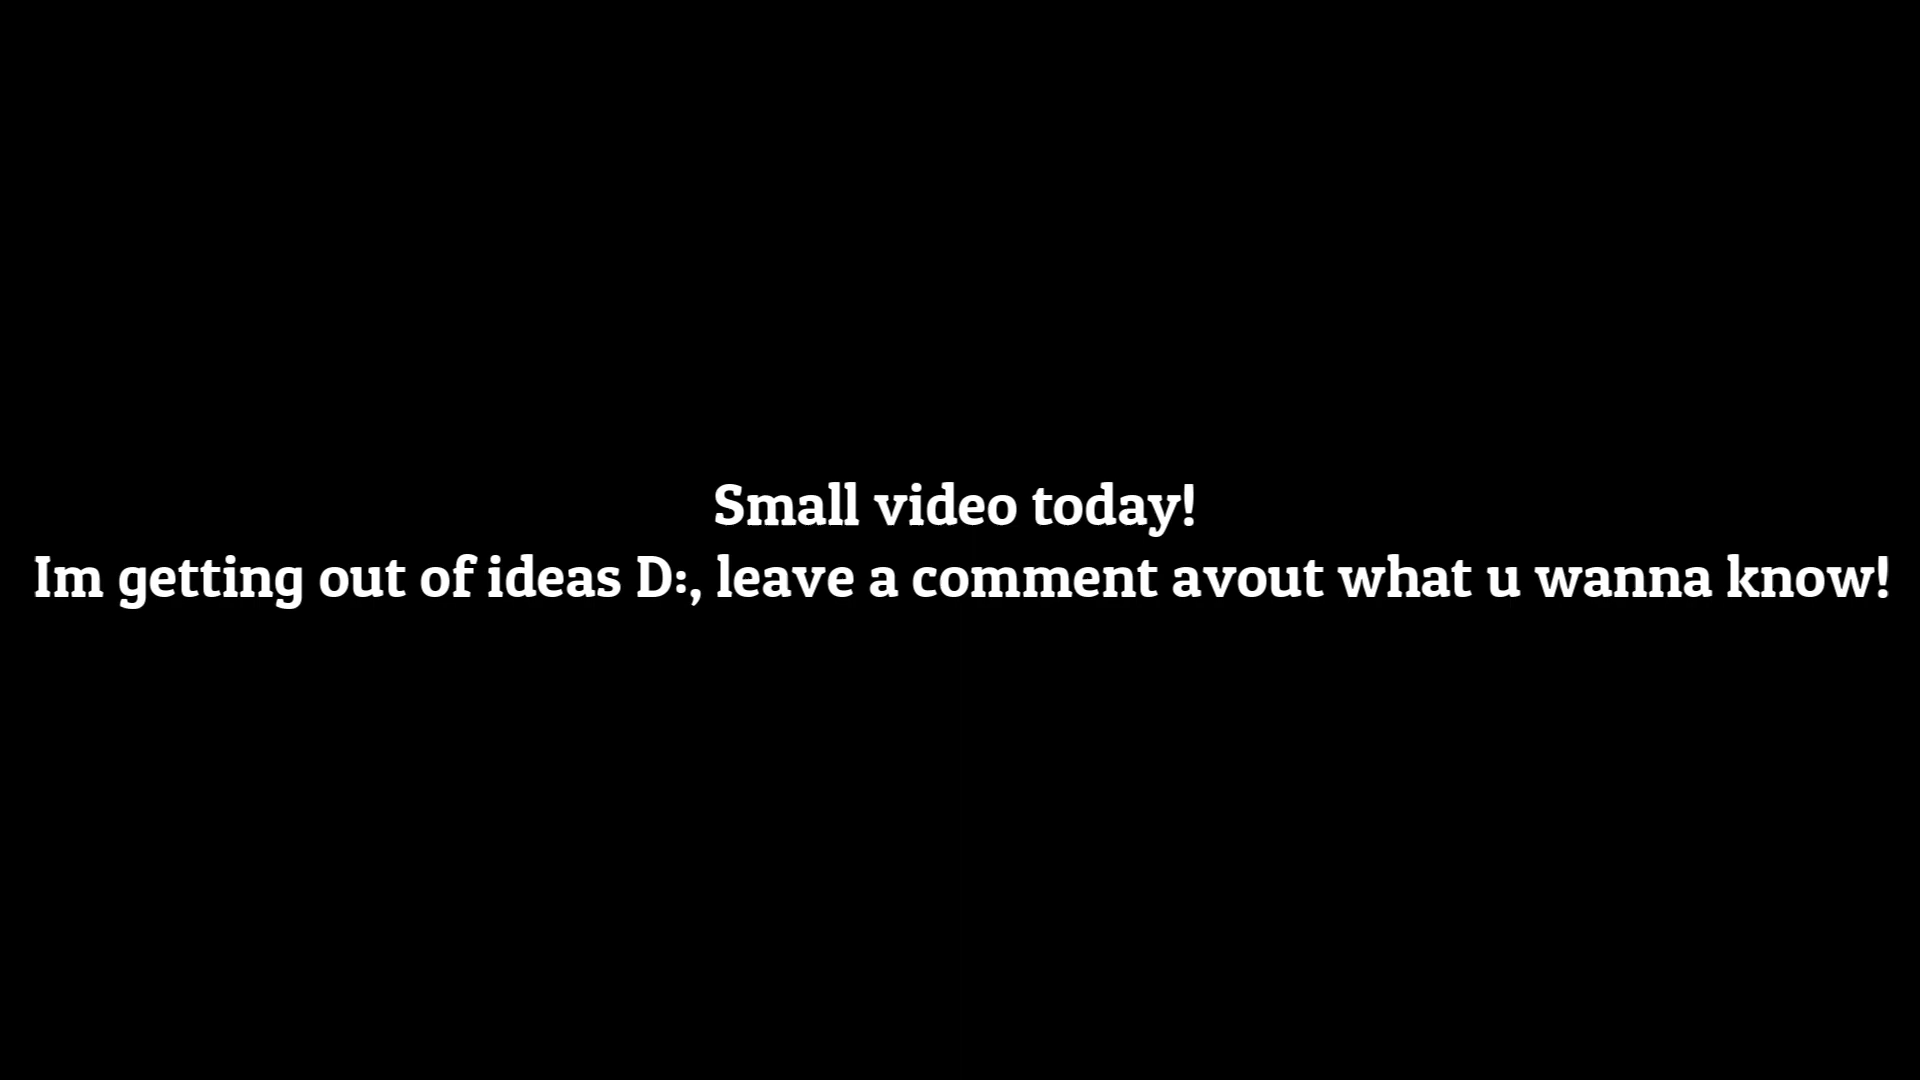 Small video today!
Im getting out of ideas D:, leave a comment avout what u wanna know!